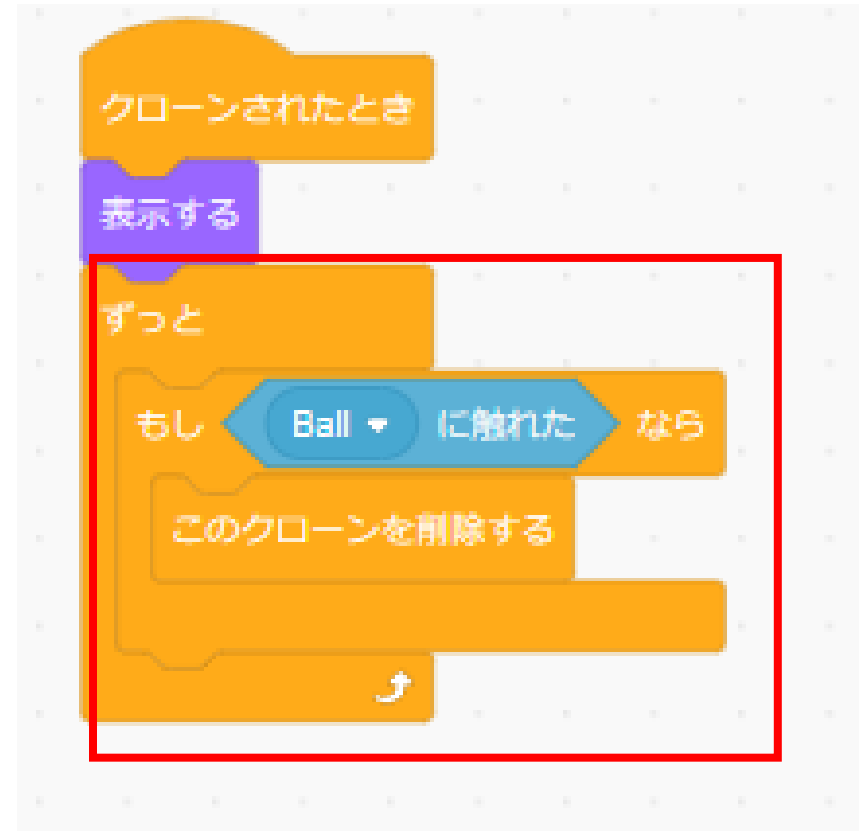 クローンされたとき
表示する
ずっと
もし Ball に触れた なら
このクローンを削除する